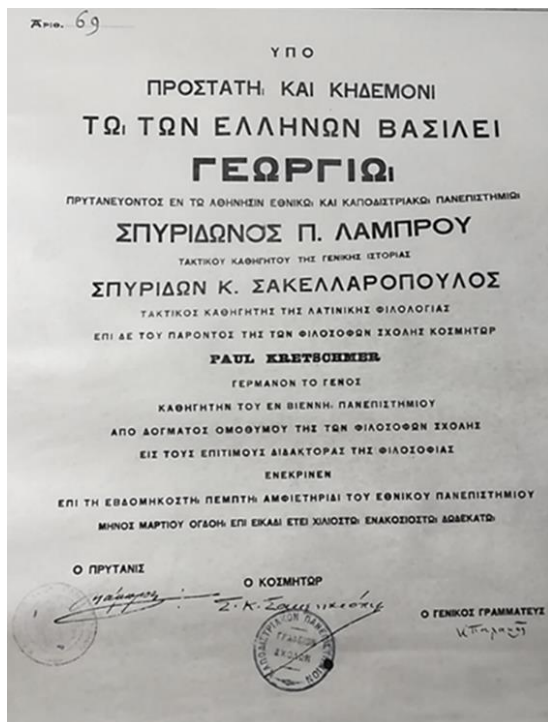 Αριθ. 69
ΥΠΟ
ΠΡΟΣΤΑΤΗι ΚΑΙ ΚΗΔΕΜΟΝΙ
ΤΩι ΤΩΝ ΕΛΛΗΝΩΝ ΒΑΣΙΛΕΙ
ΓΕΩΡΓΙΩι
ΠΡΥΤΑΝΕΥΟΝΤΟΣ ΕΝ ΤΩ ΑΘΗΝΗΣΙΝ ΕΘΝΙΚΩι ΚΑΙ ΚΑΠΟΔΙΣΤΡΙΑΚΩι ΠΑΝΕΠΙΣΤΗΜΙΩι
ΣΠΥΡΙΔΩΝΟΣ Π. ΛΑΜΠΡΟΥ
ΤΑΚΤΙΚΟΥ ΚΑΘΗΓΗΤΟΥ ΤΗΣ ΓΕΝΙΚΗΣ ΙΣΤΟΡΙΑΣ
ΣΠΥΡΙΔΩΝ Κ. ΣΑΚΕΛΛΑΡΟΠΟΥΛΟΣ
ΤΑΚΤΙΚΟΣ ΚΑΘΗΓΗΤΗΣ ΤΗΣ ΛΑΤΙΝΙΚΗΣ ΦΙΛΟΛΟΓΙΑΣ
ΕΠΙ ΔΕ ΤΟΥ ΠΑΡΟΝΤΟΣ ΤΗΣ ΤΩΝ ΦΙΛΟΣΟΦΩΝ ΣΧΟΛΗΣ ΚΟΣΜΗΤΩΡ
PAUL KRETSCHMER
ΓΕΡΜΑΝΟΝ ΤΟ ΓΕΝΟΣ
ΚΑΘΗΓΗΤΗΝ ΤΟΥ ΕΝ ΒΙΕΝΝΗι ΠΑΝΕΠΙΣΤΗΜΙΟΥ
ΑΠΟ ΔΟΓΜΑΤΟΣ ΟΜΟΘΥΜΟΥ ΤΗΣ ΤΩΝ ΦΙΛΟΣΟΦΩΝ ΣΧΟΛΗΣ
ΕΙΣ ΤΟΥΣ ΕΠΙΤΙΜΟΥΣ ΔΙΔΑΚΤΟΡΑΣ ΤΗΣ ΦΙΛΟΣΟΦΙΑΣ
ΕΝΕΚΡΙΝΕΝ
ΕΠΙ ΤΗ ΕΒΔΟΜΗΚΟΣΤΗι ΠΕΜΠΤΗι ΑΜΦΙΕΤΗΡΙΔΙ ΤΟΥ ΕΘΝΙΚΟΥ ΠΑΝΕΠΙΣΤΗΜΙΟΥ
ΜΗΝΟΣ ΜΑΡΤΙΟΥ ΟΓΔΟΗι ΕΠΙ ΕΙΚΑΔΙ ΕΤΕΙ ΧΙΛΙΟΣΤΩι ΕΝΑΚΟΣΙΟΣΤΩι ΔΩΔΕΚΑΤΩι
Ο ΠΡΥΤΑΝΙΣ
Ο ΚΟΣΜΗΤΩΡ
Ο ΓΕΝΙΚΟΣ ΓΡΑΜΜΑΤΕΥΣ